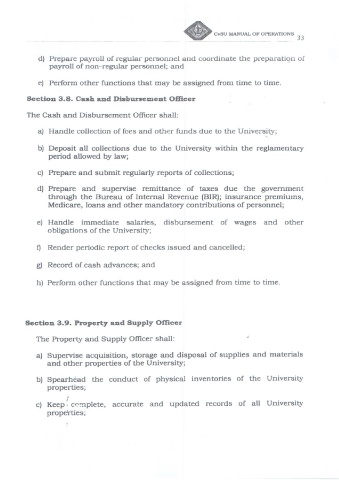 CvSU MANUAL OF OPERATIONS 33
d) Prepare payroll of regular personnel and coordinate the preparation of
payroll of non-regular personnel; and
e) Perform other functions that may be assigned from time to time.
Section 3.8. Cash and Disbursement Officer
The Cash and Disbursement Officer shall:
a) Handle collection of fees and other funds due to the University;
b) Deposit all collections due to the University within the reglamentary
period allowed by law;
c) Prepare and submit regularly reports of collections;
d) Prepare and supervise remittance of taxes due the government
through the Bureau of Internal Revenue (BIR); insurance premiums,
Medicare, loans and other mandatory contributions of personnel;
e) Handle immediate salaries, disbursement of wages and other
obligations of the University;
f) Render periodic report of checks issued and cancelled;
g) Record of cash advances; and
h) Perform other functions that may be assigned from time to time.
Section 3.9. Property and Supply Officer
The Property and Supply Officer shall:
a) Supervise acquisition, storage and disposal of supplies and materials
and other properties of the University;
b) Spearhead the conduct of physical inventories of the University
properties;
c) Keep complete, accurate and updated records of all University
properties;